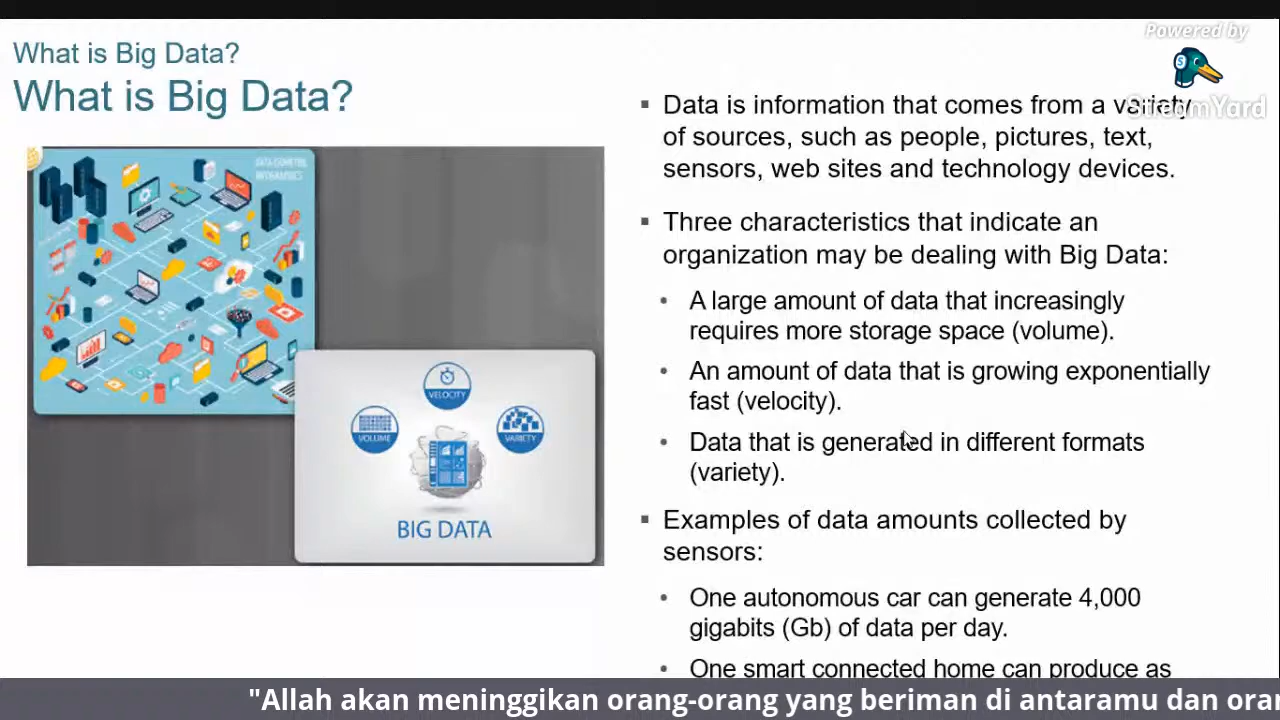 What is Big Data?
What is Big Data?
Powered by
StreamYard
DATA ISOMETRIC
INFOGRAPHICS
VELOCITY
VOLUME
VARIETY
BIG DATA
▪ Data is information that comes from a variety
of sources, such as people, pictures, text,
sensors, web sites and technology devices.
▪ Three characteristics that indicate an
organization may be dealing with Big Data:
• A large amount of data that increasingly
requires more storage space (volume).
• An amount of data that is growing exponentially
fast (velocity).
• Data that is generated in different formats
(variety).
▪ Examples of data amounts collected by
sensors:
• One autonomous car can generate 4,000
gigabits (Gb) of data per day.
• One smart connected home can produce as
"Allah akan meninggikan orang-orang yang beriman di antaramu dan ora